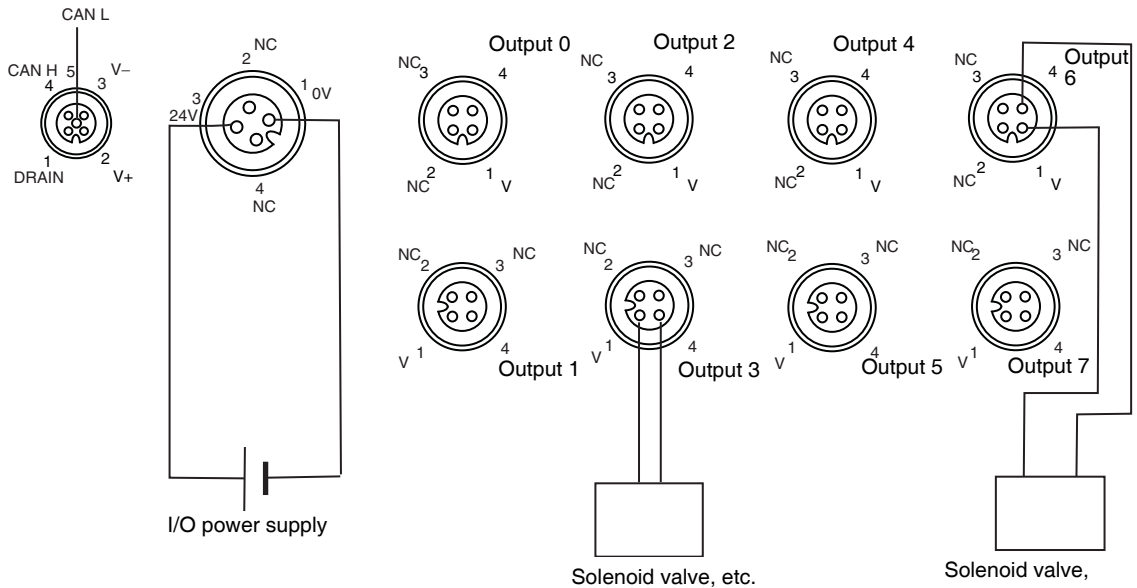 CAN L
CAN H
5
4
3
V–
1
2
DRAIN
V+
NC
2
3
1
0V
24V
4
NC
Output 0
NC
3
4
NC
2
1
V
Output 2
NC
3
4
NC
2
1
V
Output 4
NC
3
4
NC
2
1
V
Output
6
NC
3
4
NC
2
1
V
NC
2
3
NC
V
1
4
Output 1
NC
2
3
NC
V
1
4
Output 3
NC
2
3
NC
V
1
4
Output 5
NC
2
3
NC
V
1
4
Output 7
I/O power supply
Solenoid valve, etc.
Solenoid valve,